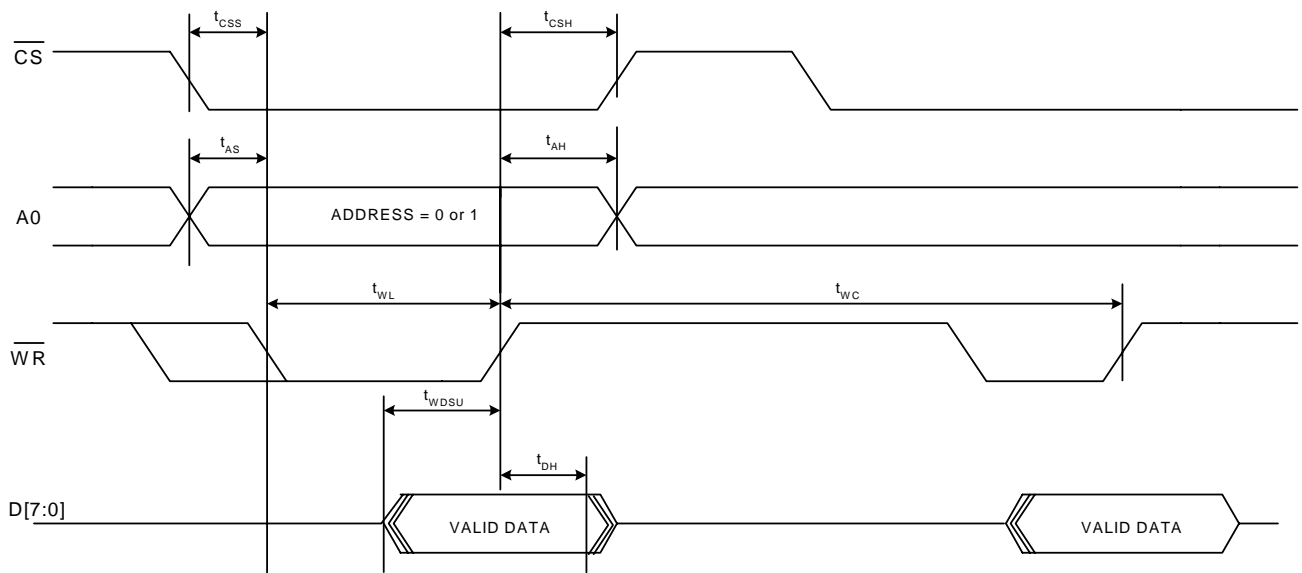 tCSS
tCSH
CS
tAS
tAH
A0
ADDRESS = 0 or 1
tWL
tWC
WR
tWDSU
tDH
D[7:0]
VALID DATA
VALID DATA